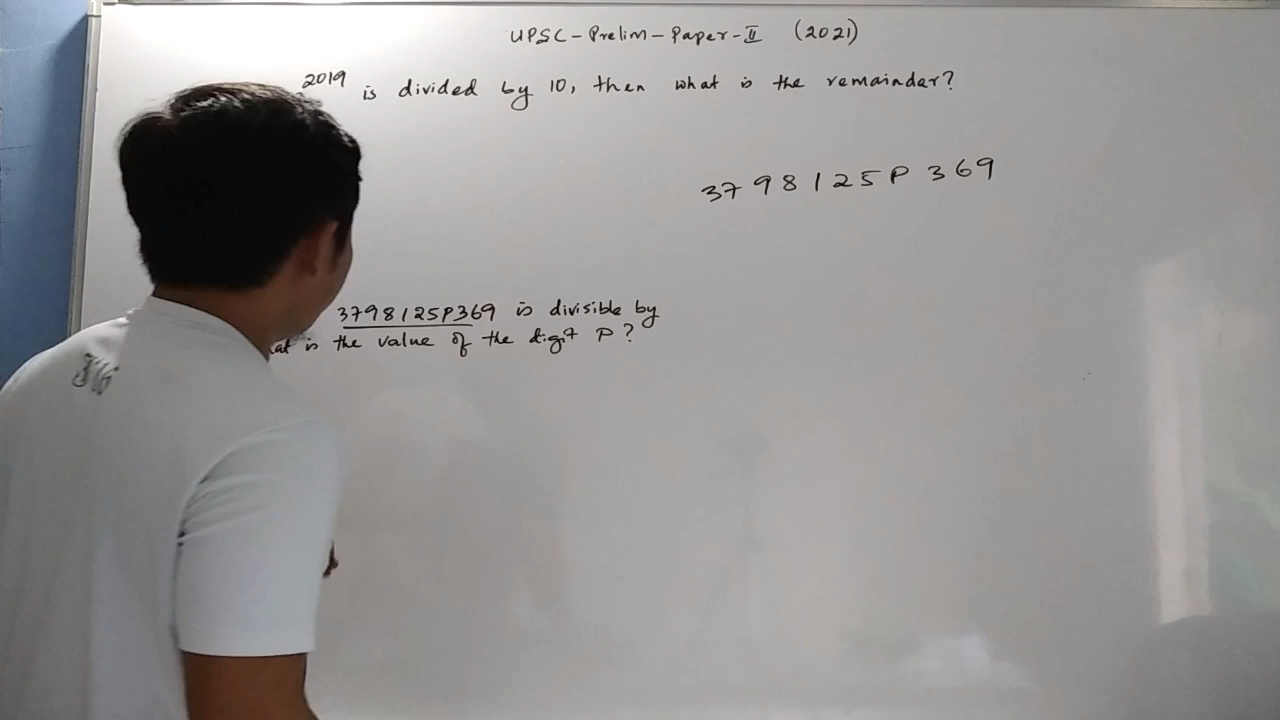 UPSC-Prelim-Paper-II (2021)
2019 is divided by 10, then what is the remainder?
3798125P369
3798125P369 is divisible by
is the value of the digit P?